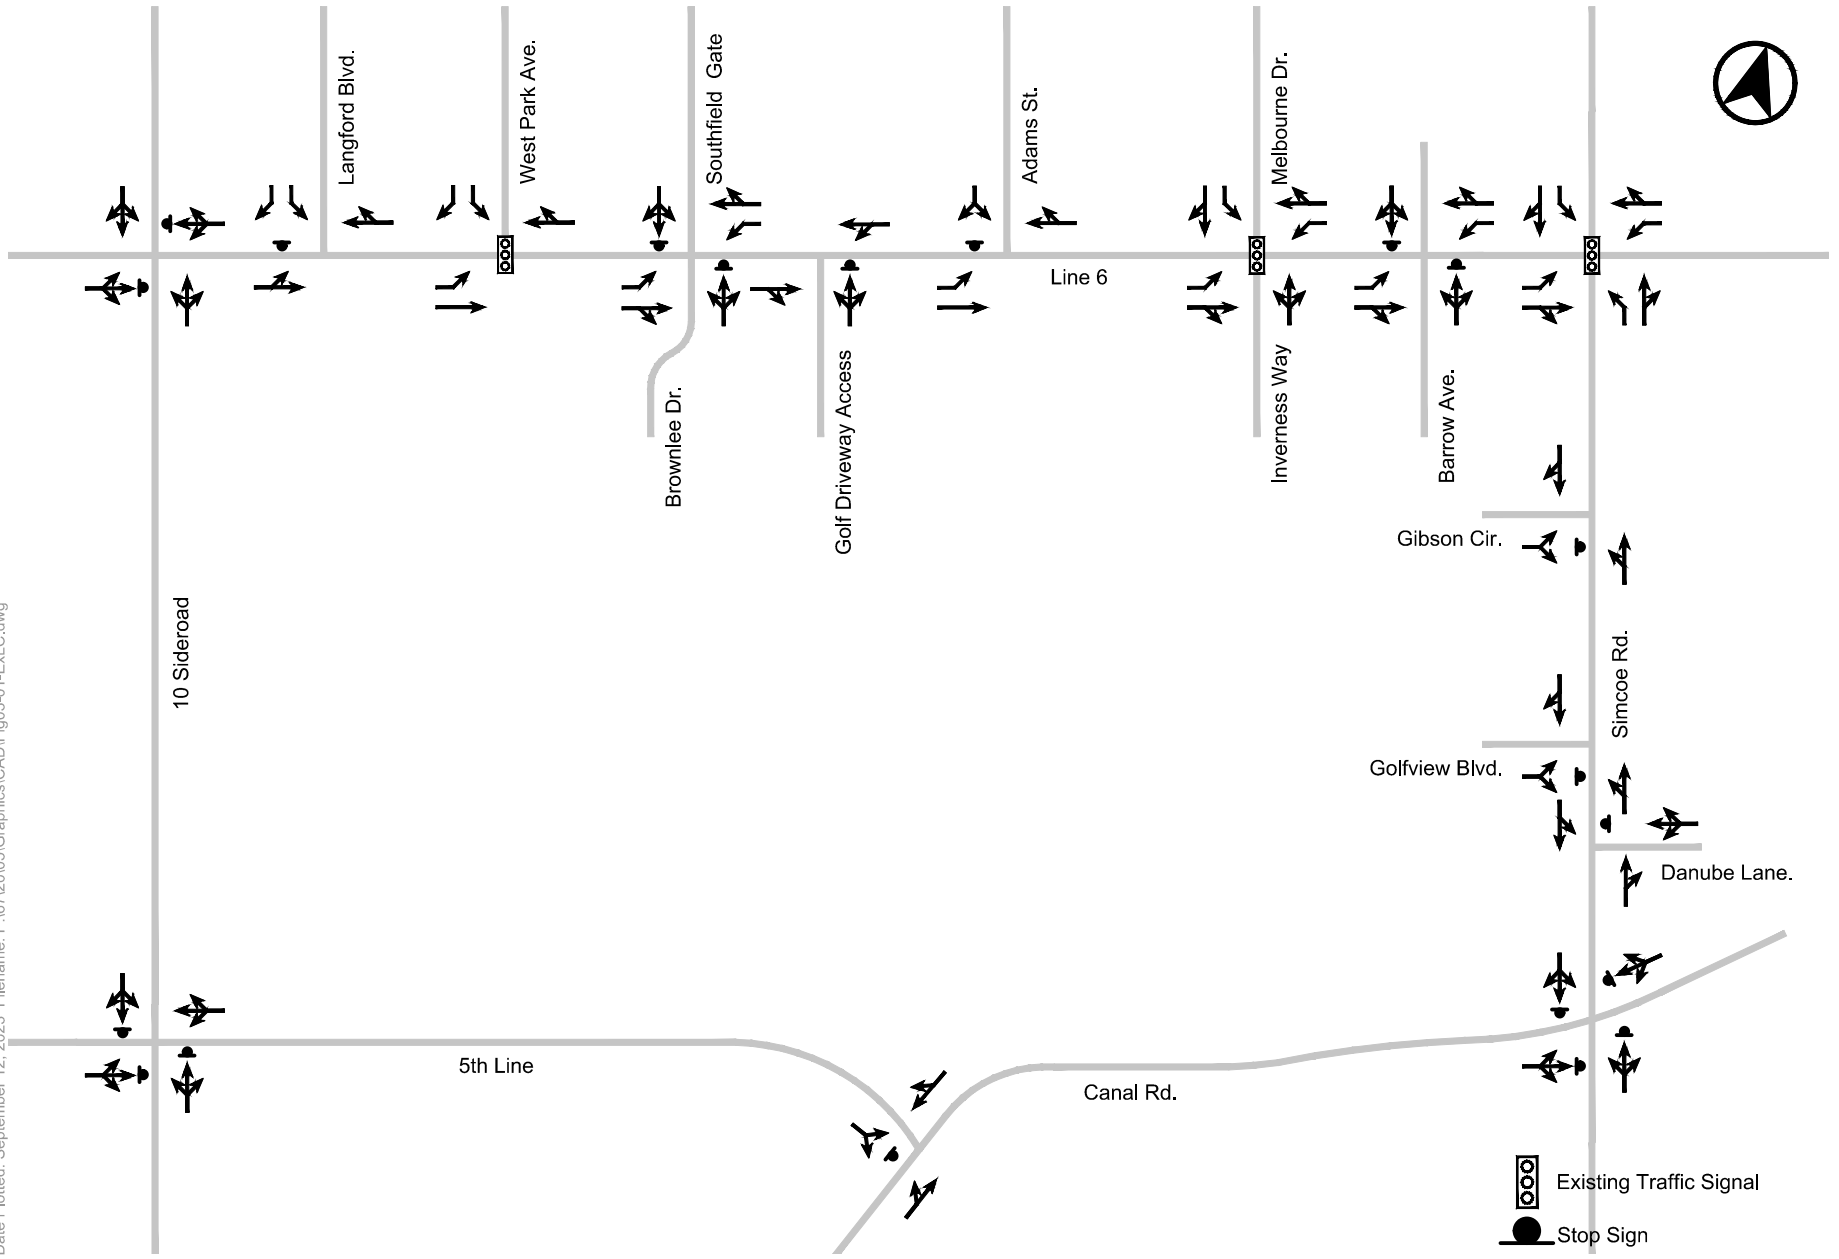 Langford Blvd.
West Park Ave.
Southfield Gate
Adams St.
Melbourne Dr.
Line 6
Brownlee Dr.
Golf Driveway Access
Inverness Way
Barrow Ave.
Gibson Cir.
10 Sideroad
Simcoe Rd.
Golfview Blvd.
Danube Lane.
5th Line
Canal Rd.
Existing Traffic Signal
Stop Sign